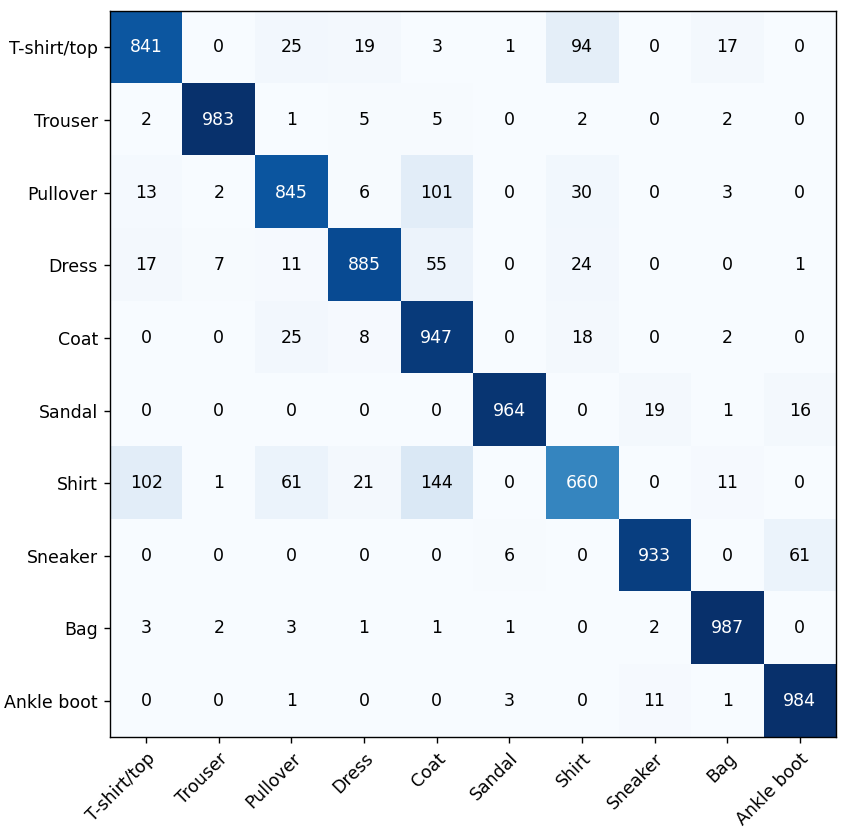 T-shirt/top 841 0 25 19 3 1 94 0 17 0
Trouser 2 983 1 5 5 0 2 0 2 0
Pullover 13 2 845 6 101 0 30 0 3 0
Dress 17 7 11 885 55 0 24 0 0 1
Coat 0 0 25 8 947 0 18 0 2 0
Sandal 0 0 0 0 0 964 0 19 1 16
Shirt 102 1 61 21 144 0 660 0 11 0
Sneaker 0 0 0 0 0 6 0 933 0 61
Bag 3 2 3 1 1 1 0 2 987 0
Ankle boot 0 0 1 0 0 3 0 11 1 984
T-shirt/top Trouser Pullover Dress Coat Sandal Shirt Sneaker Bag Ankle boot